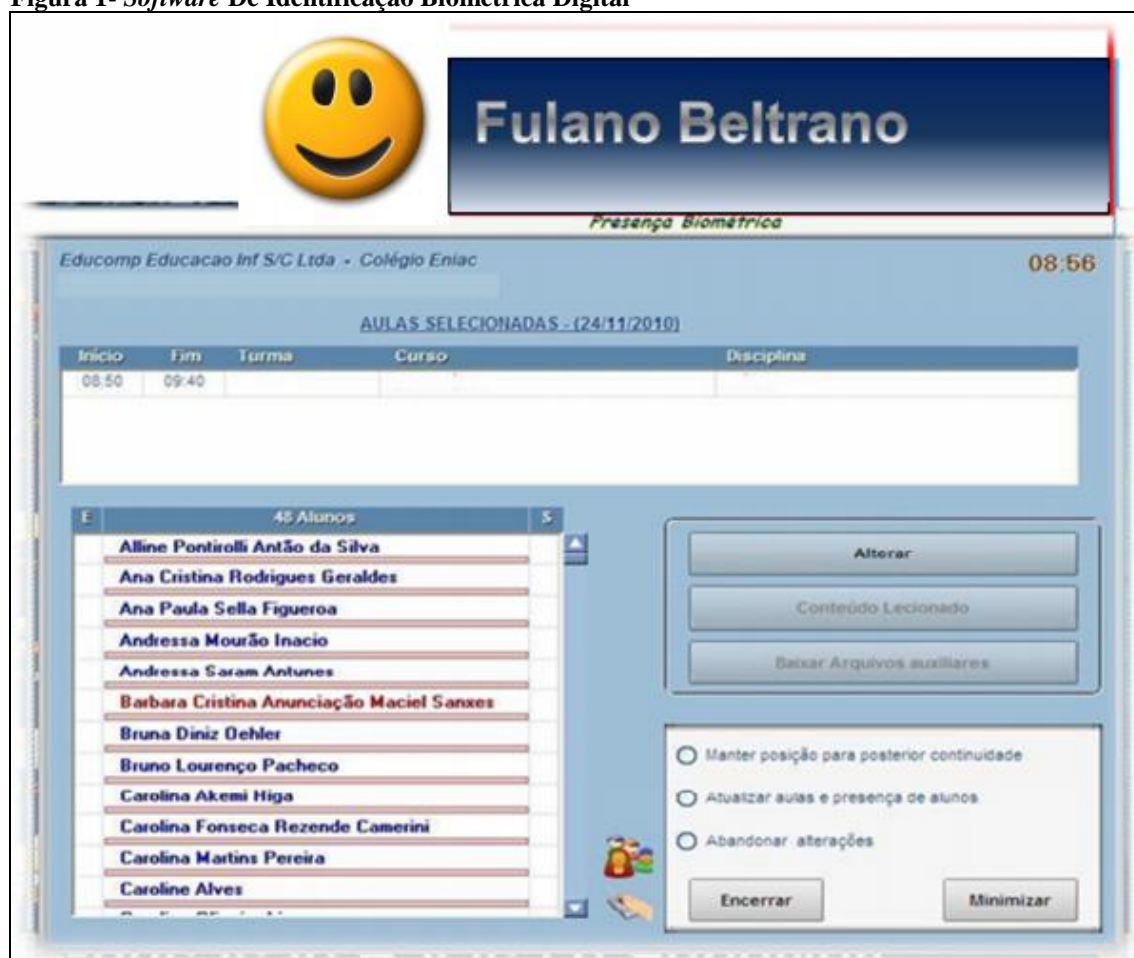 Figura 1- Software De Identificação Biométrica Digital
Fulano Beltrano
Presença Biométrica
Educomp Educacao Inf S/C Ltda - Colégio Eniac
08:56
AULAS SELECIONADAS - (24/11/2010)
Início Fim Turma Curso Disciplina
08:50 09:40
E 48 Alunos S
Alline Pontirolli Antão da Silva
Ana Cristina Rodrigues Geraldes
Ana Paula Sella Figueroa
Andressa Mourão Inacio
Andressa Saram Antunes
Barbara Cristina Anunciação Maciel Sanxes
Bruna Diniz Oehler
Bruno Lourenço Pacheco
Carolina Akemi Higa
Carolina Fonseca Rezende Camerini
Carolina Martins Pereira
Caroline Alves
Alterar
Conteúdo Lecionado
Baixar Arquivos auxiliares
Manter posição para posterior continuidade
Atualizar aulas e presença de alunos
Abandonar alterações
Encerrar Minimizar